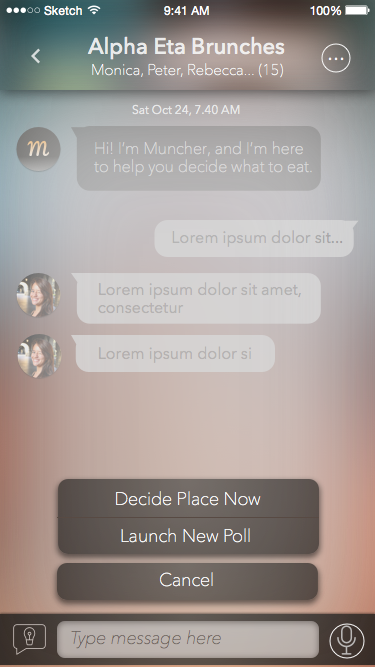 Sketch 9:41 AM 100%
Alpha Eta Brunches
Monica, Peter, Rebecca... (15)
Sat Oct 24, 7.40 AM
m
Hi! I'm Muncher, and I'm here
to help you decide what to eat.
Lorem ipsum dolor sit...
Lorem ipsum dolor sit amet,
consectetur
Lorem ipsum dolor si
Decide Place Now
Launch New Poll
Cancel
Type message here